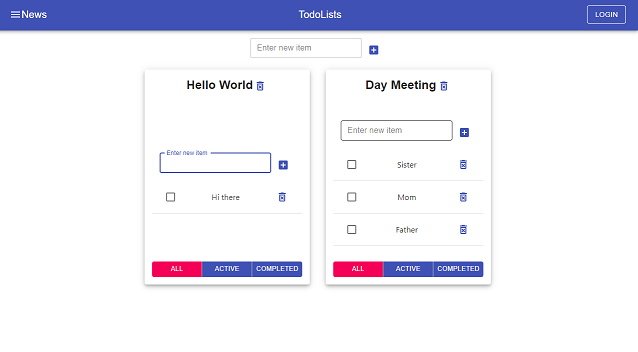 News
TodoLists
LOGIN
Enter new item
Hello World
Enter new item
Hi there
ALL
ACTIVE
COMPLETED
Day Meeting
Enter new item
Sister
Mom
Father
ALL
ACTIVE
COMPLETED